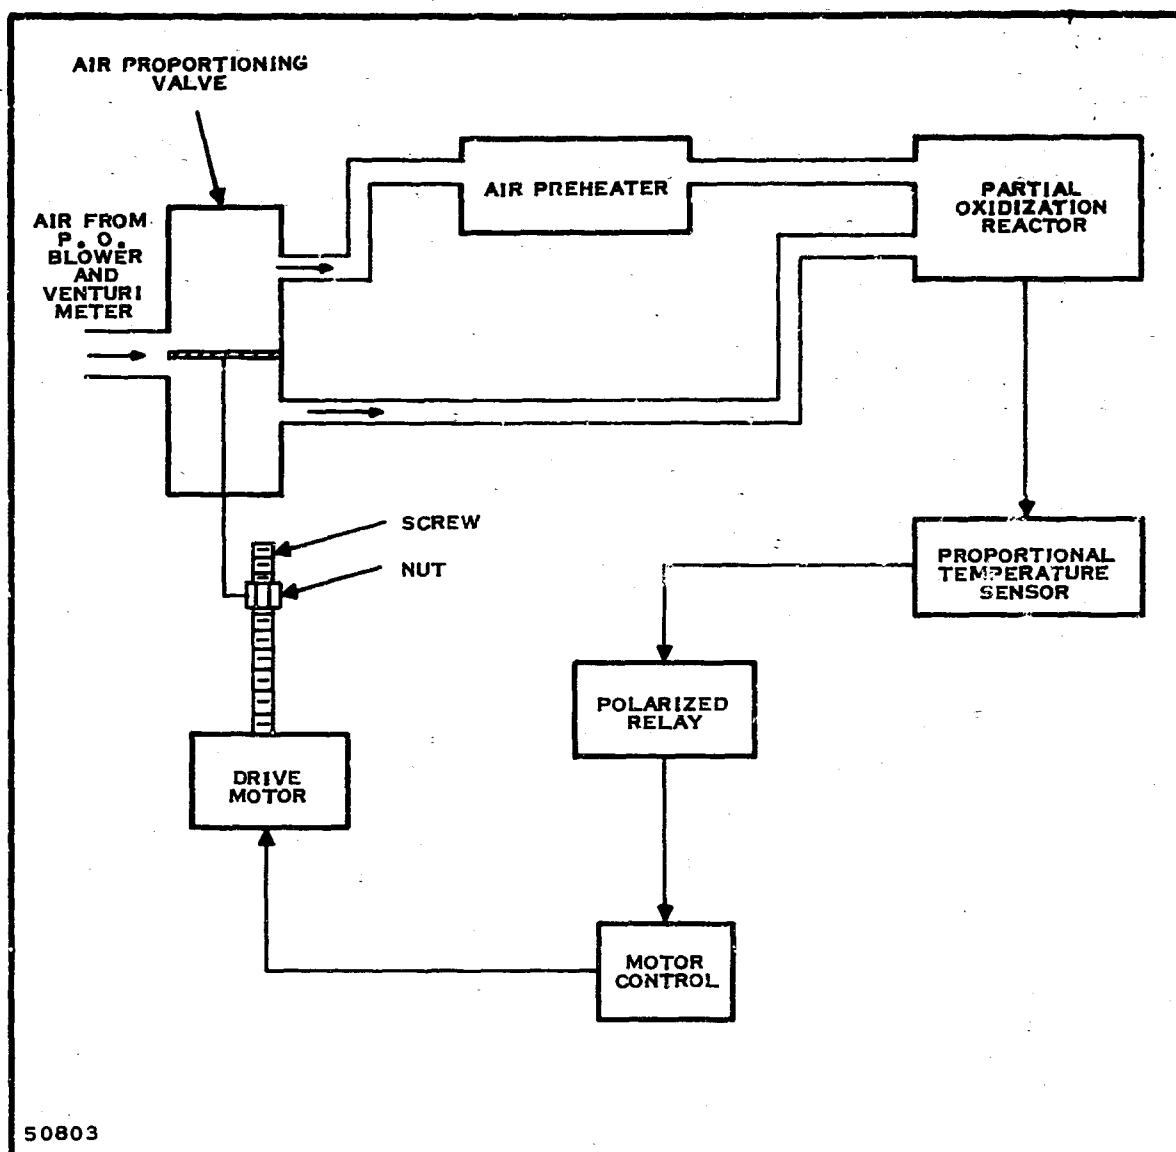 AIR PROPORTIONING
VALVE
AIR FROM
P. O.
BLOWER
AND
VENTURI
METER
AIR PREHEATER
PARTIAL
OXIDIZATION
REACTOR
SCREW
NUT
PROPORTIONAL
TEMPERATURE
SENSOR
POLARIZED
RELAY
DRIVE
MOTOR
MOTOR
CONTROL
50803